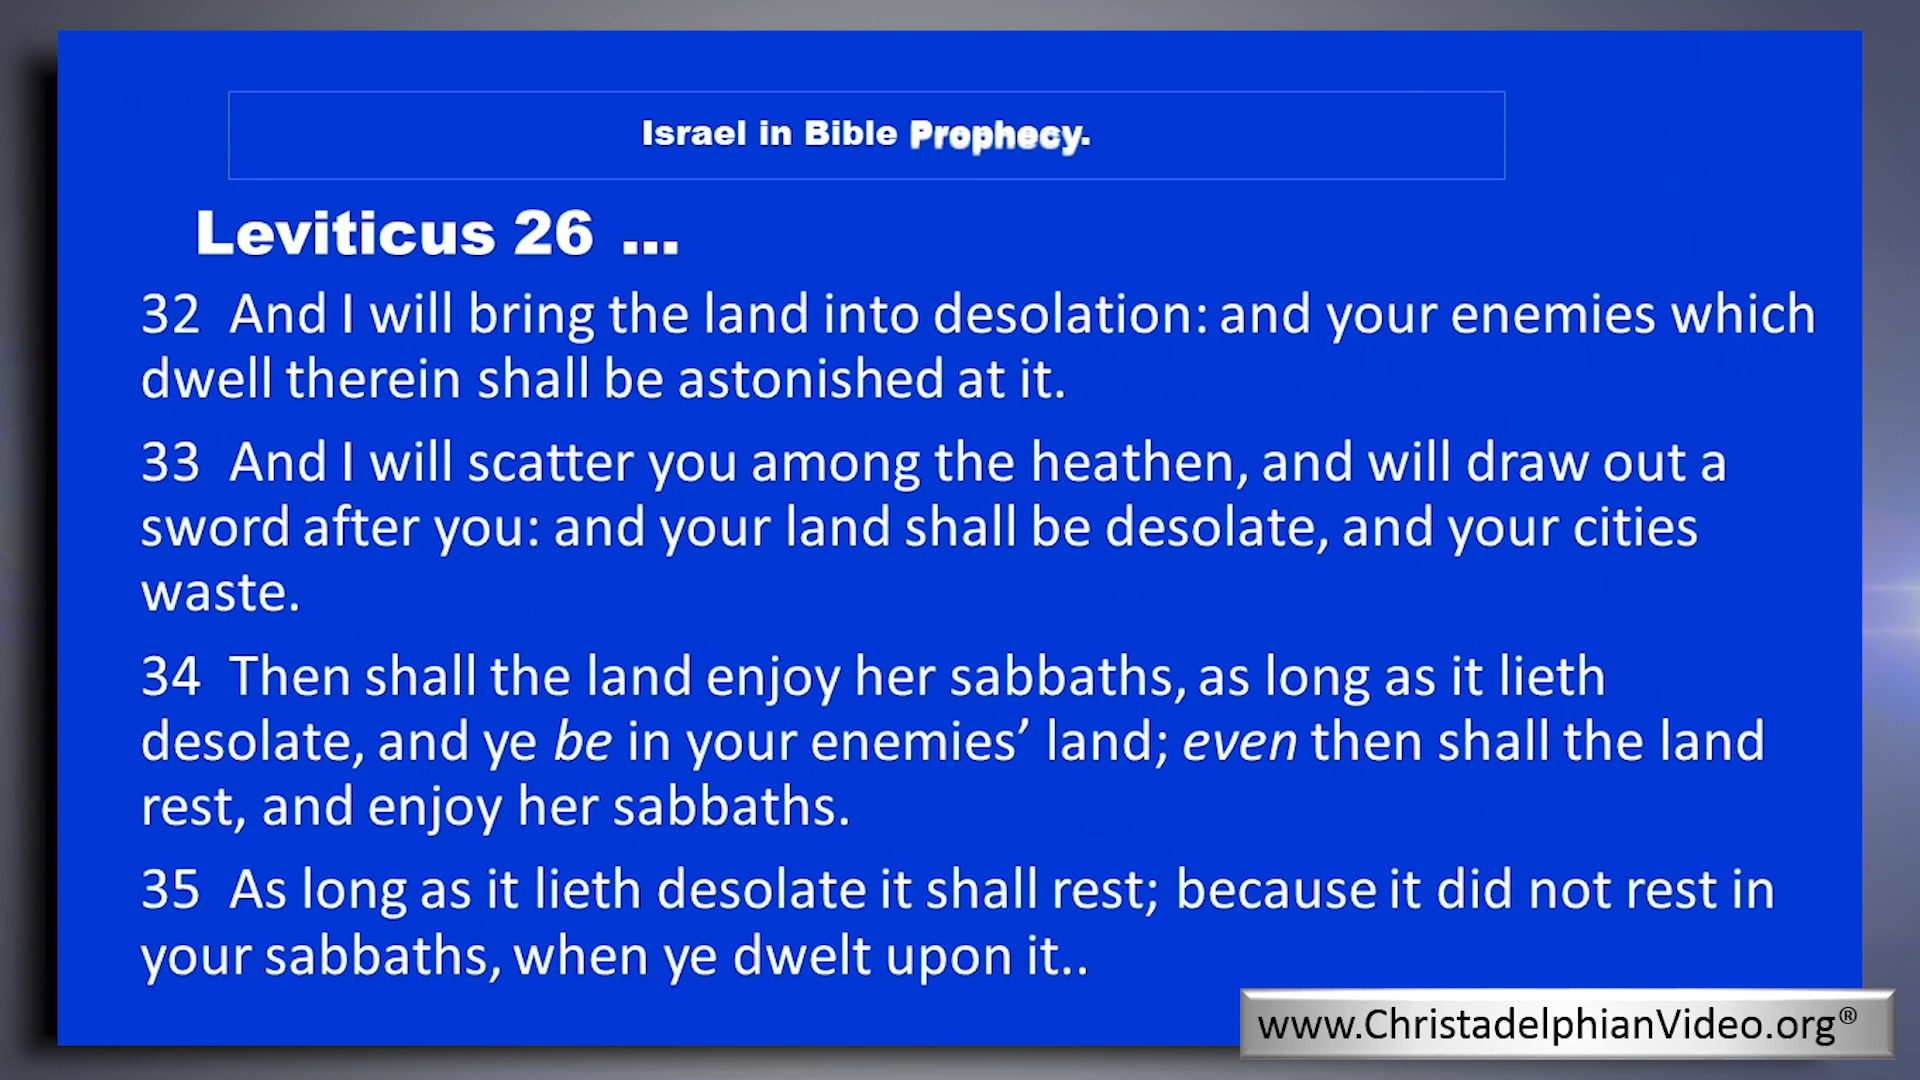 Israel in Bible Prophecy.
Leviticus 26 ...
32 And I will bring the land into desolation: and your enemies which
dwell therein shall be astonished at it.
33 And I will scatter you among the heathen, and will draw out a
sword after you: and your land shall be desolate, and your cities
waste.
34 Then shall the land enjoy her sabbaths, as long as it lieth
desolate, and ye be in your enemies’ land; even then shall the land
rest, and enjoy her sabbaths.
35 As long as it lieth desolate it shall rest; because it did not rest in
your sabbaths, when ye dwelt upon it..
www.ChristadelphianVideo.org®